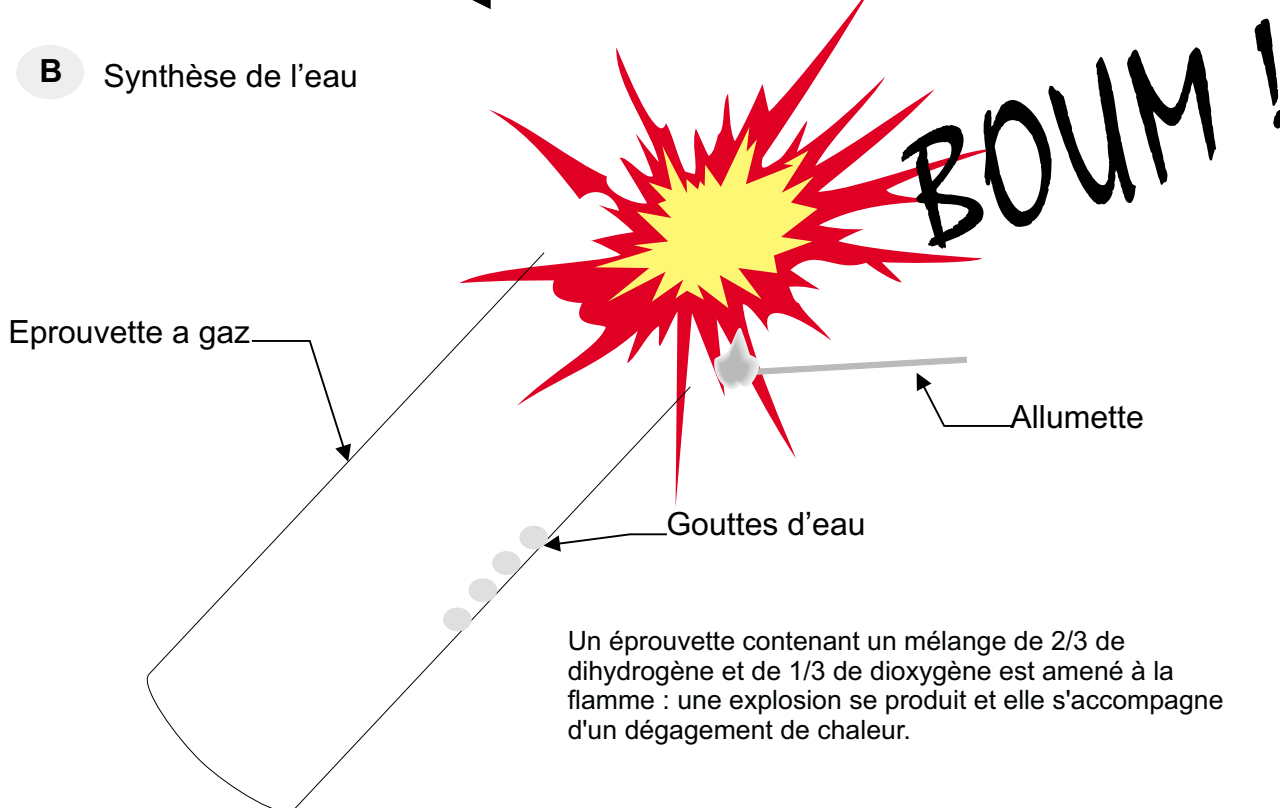 B Synthèse de l’eau
BOUM !
Eprouvette a gaz
Allumette
Gouttes d’eau
Un éprouvette contenant un mélange de 2/3 de
dihydrogène et de 1/3 de dioxygène est amené à la
flamme : une explosion se produit et elle s'accompagne
d'un dégagement de chaleur.